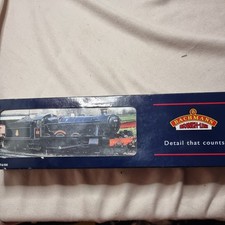 BACHMANN
BRANCH-LINE
Detail that counts